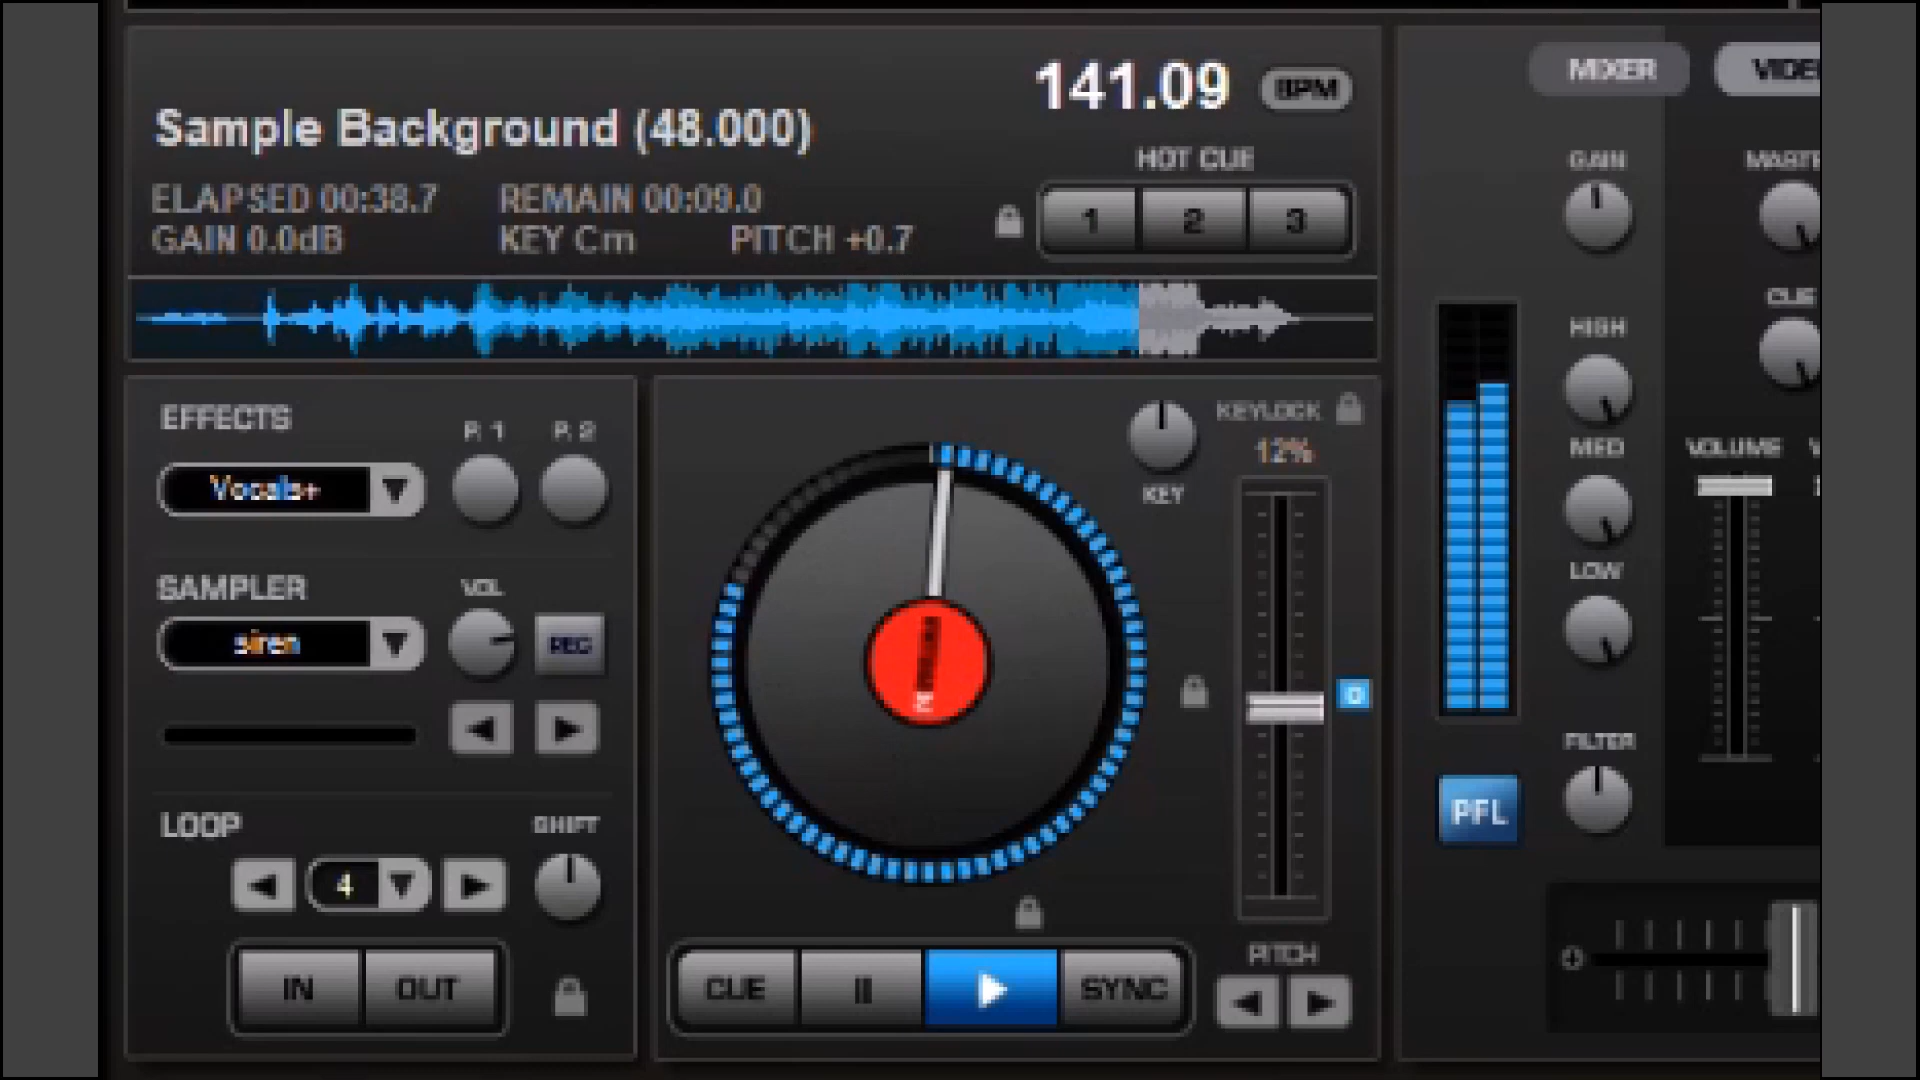 MIXER
141.09 BPM
Sample Background (48.000)
HOT CUE
GAIN
ELAPSED 00:38.7 REMAIN 00:09.0
1 2 3
GAIN 0.0dB KEY Cm PITCH +0.7
CUE
HIGH
EFFECTS
P. 1 P. 2
KEYLOCK
12%
MED
VOLUME
Vocals+
KEY
LOW
SAMPLER
VOL
siren
REC
FILTER
PFL
LOOP
SHIFT
4
PITCH
IN OUT
CUE SYNC